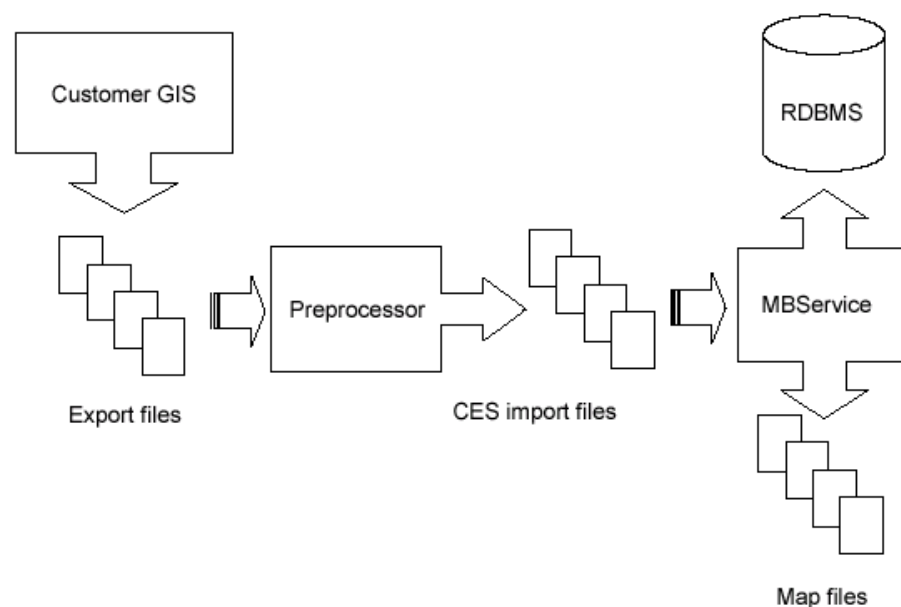 Customer GIS
RDBMS
Preprocessor
MBService
Export files
CES import files
Map files